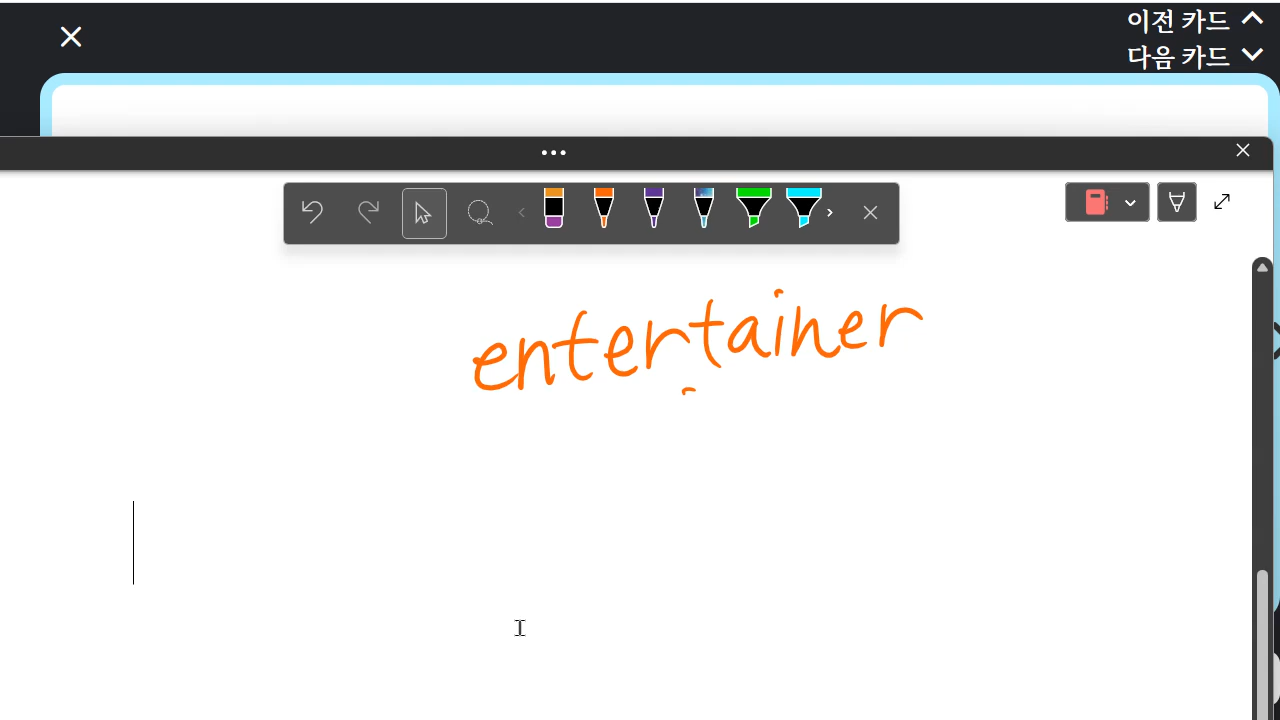 이전 카드
다음 카드
entertainer